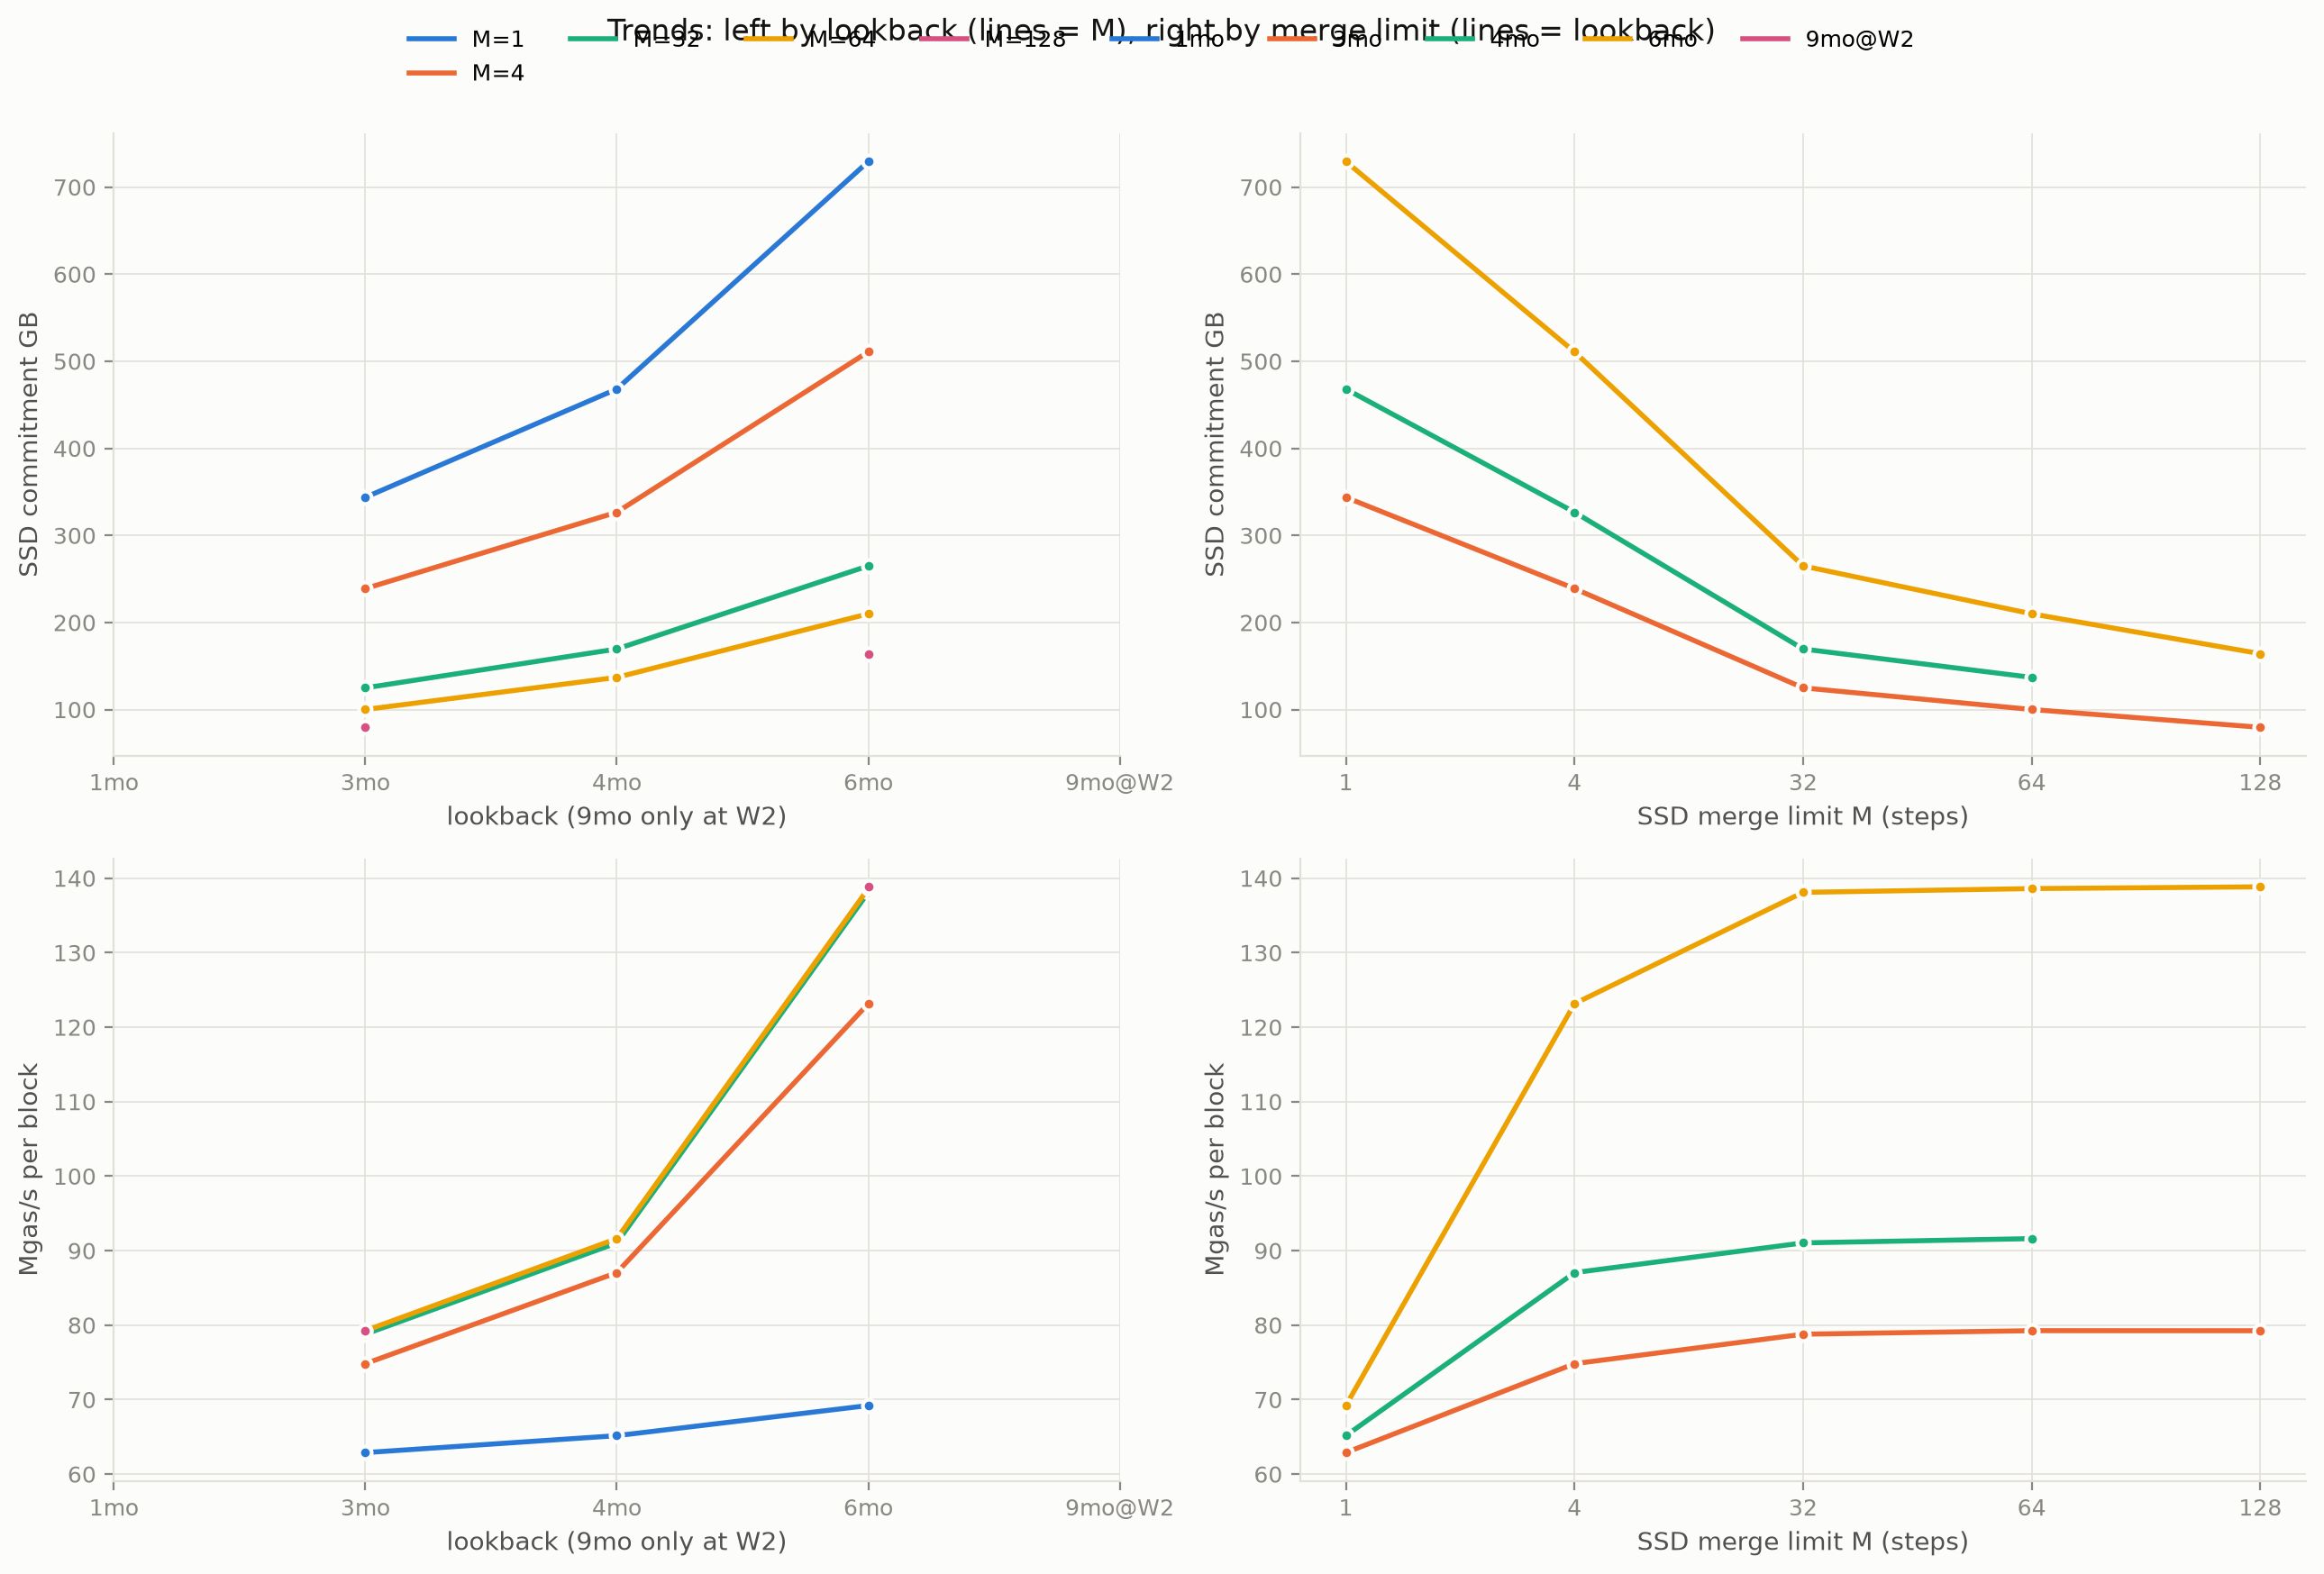 Trends: left by lookback (lines = M), right by merge limit (lines = lookback)
M=1 M=32 M=64 M=128 1mo 3mo 4mo 6mo 9mo@W2
M=4
SSD commitment GB
700
600
500
400
300
200
100
1mo 3mo 4mo 6mo 9mo@W2
lookback (9mo only at W2)
SSD commitment GB
700
600
500
400
300
200
100
1 4 32 64 128
SSD merge limit M (steps)
Mgas/s per block
140
130
120
110
100
90
80
70
60
1mo 3mo 4mo 6mo 9mo@W2
lookback (9mo only at W2)
Mgas/s per block
140
130
120
110
100
90
80
70
60
1 4 32 64 128
SSD merge limit M (steps)